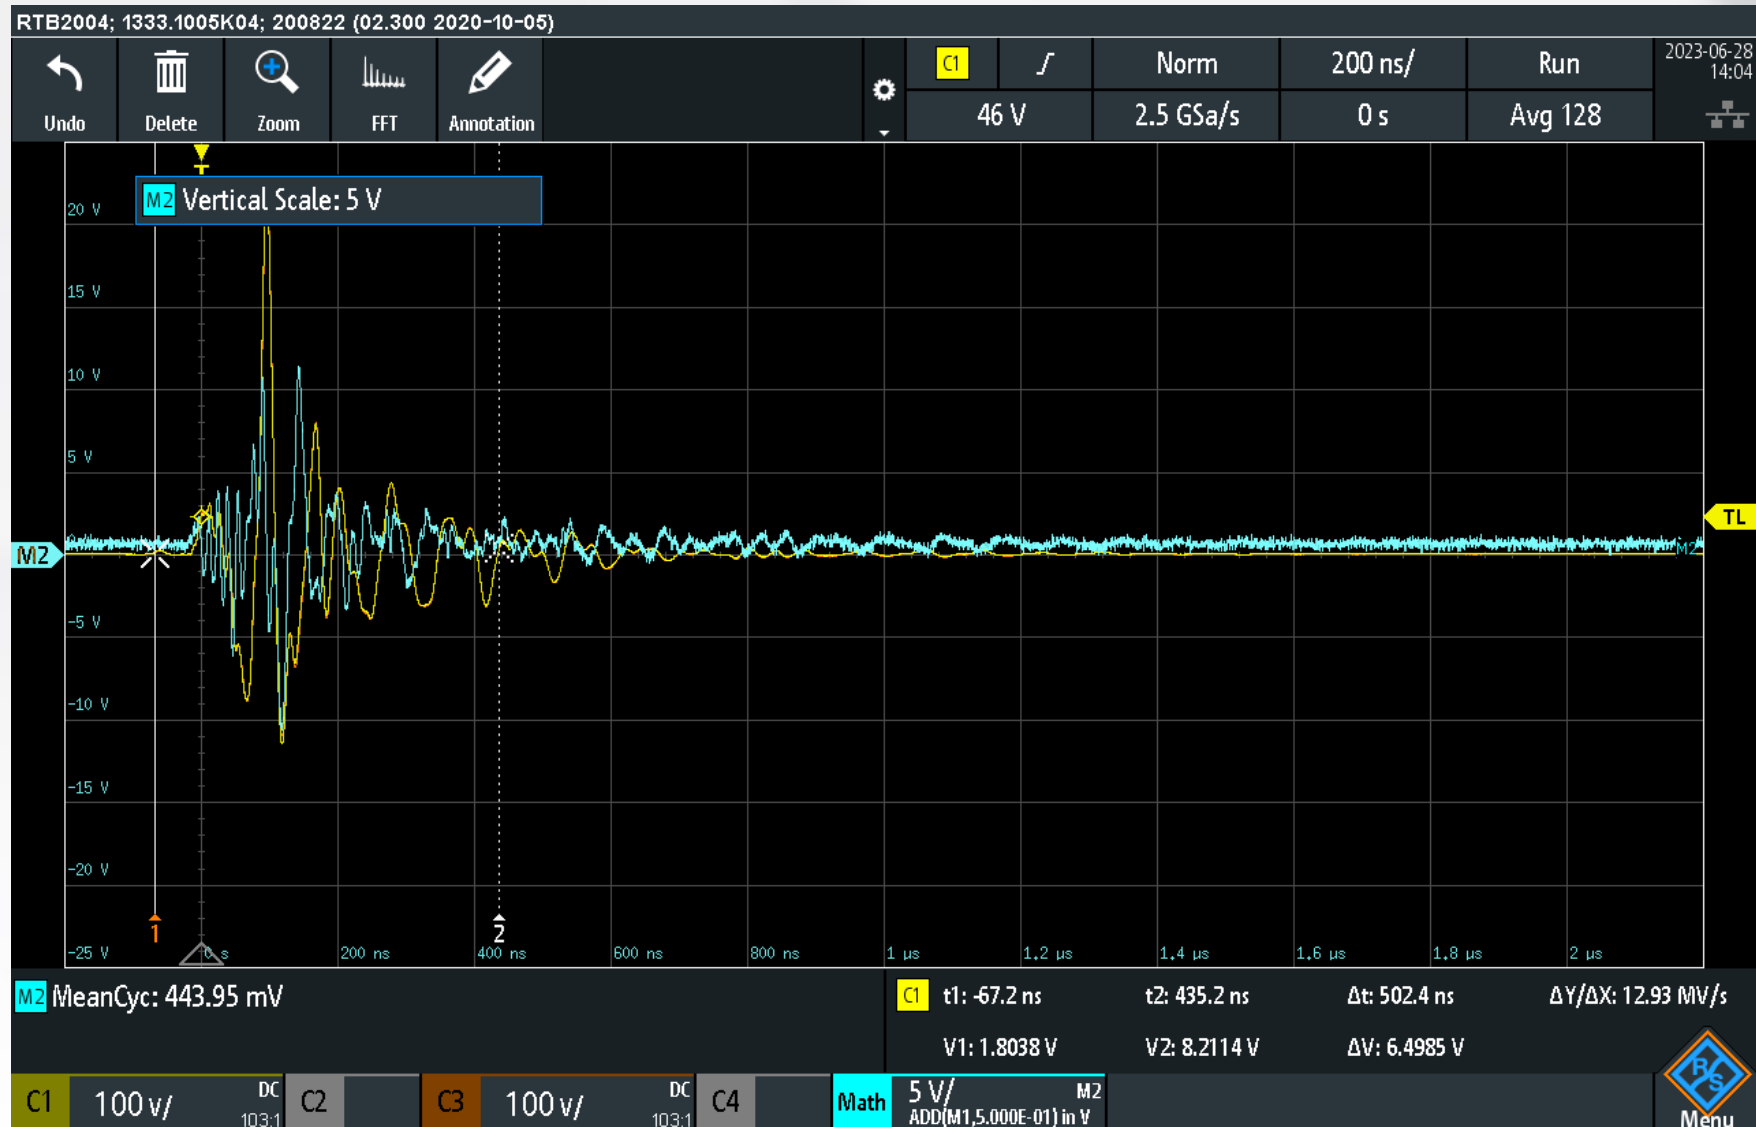 RTB2004; 1333.1005K04; 200822 (02.300 2020-10-05)
Undo Delete Zoom FFT Annotation
C1 Norm 200 ns/ Run
46 V 2.5 GSa/s 0 s Avg 128
2023-06-28
14:04
T
M2 Vertical Scale: 5 V
20 V
15 V
10 V
5 V
TL
M2
M2
-5 V
-10 V
-15 V
-20 V
1 2
-25 V 0 s 200 ns 400 ns 600 ns 800 ns 1 µs 1.2 µs 1.4 µs 1.6 µs 1.8 µs 2 µs
M2 MeanCyc: 443.95 mV
C1 t1: -67.2 ns t2: 435.2 ns Δt: 502.4 ns ΔY/ΔX: 12.93 MV/s
V1: 1.8038 V V2: 8.2114 V ΔV: 6.4985 V
C1 100 V/ DC 103:1
C2
C3 100 V/ DC 103:1
C4
Math 5 V/ M2
ADD(M1,5.000E-01) in V
R&S
Menu